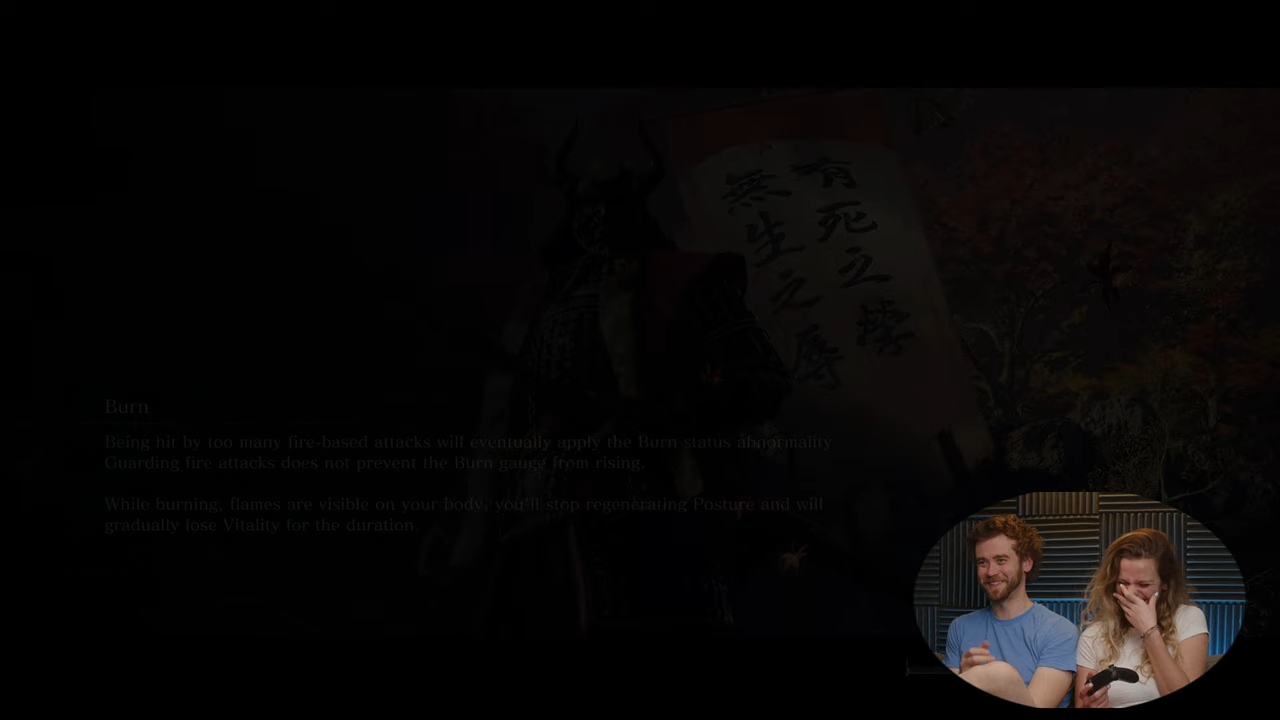 有死之榮
無生之辱
Burn
Being hit by too many fire-based attacks will eventually apply the Burn status abnormality
Guarding fire attacks does not prevent the Burn gauge from rising.
While burning, flames are visible on your body, you'll stop regenerating Posture and will
gradually lose Vitality for the duration.